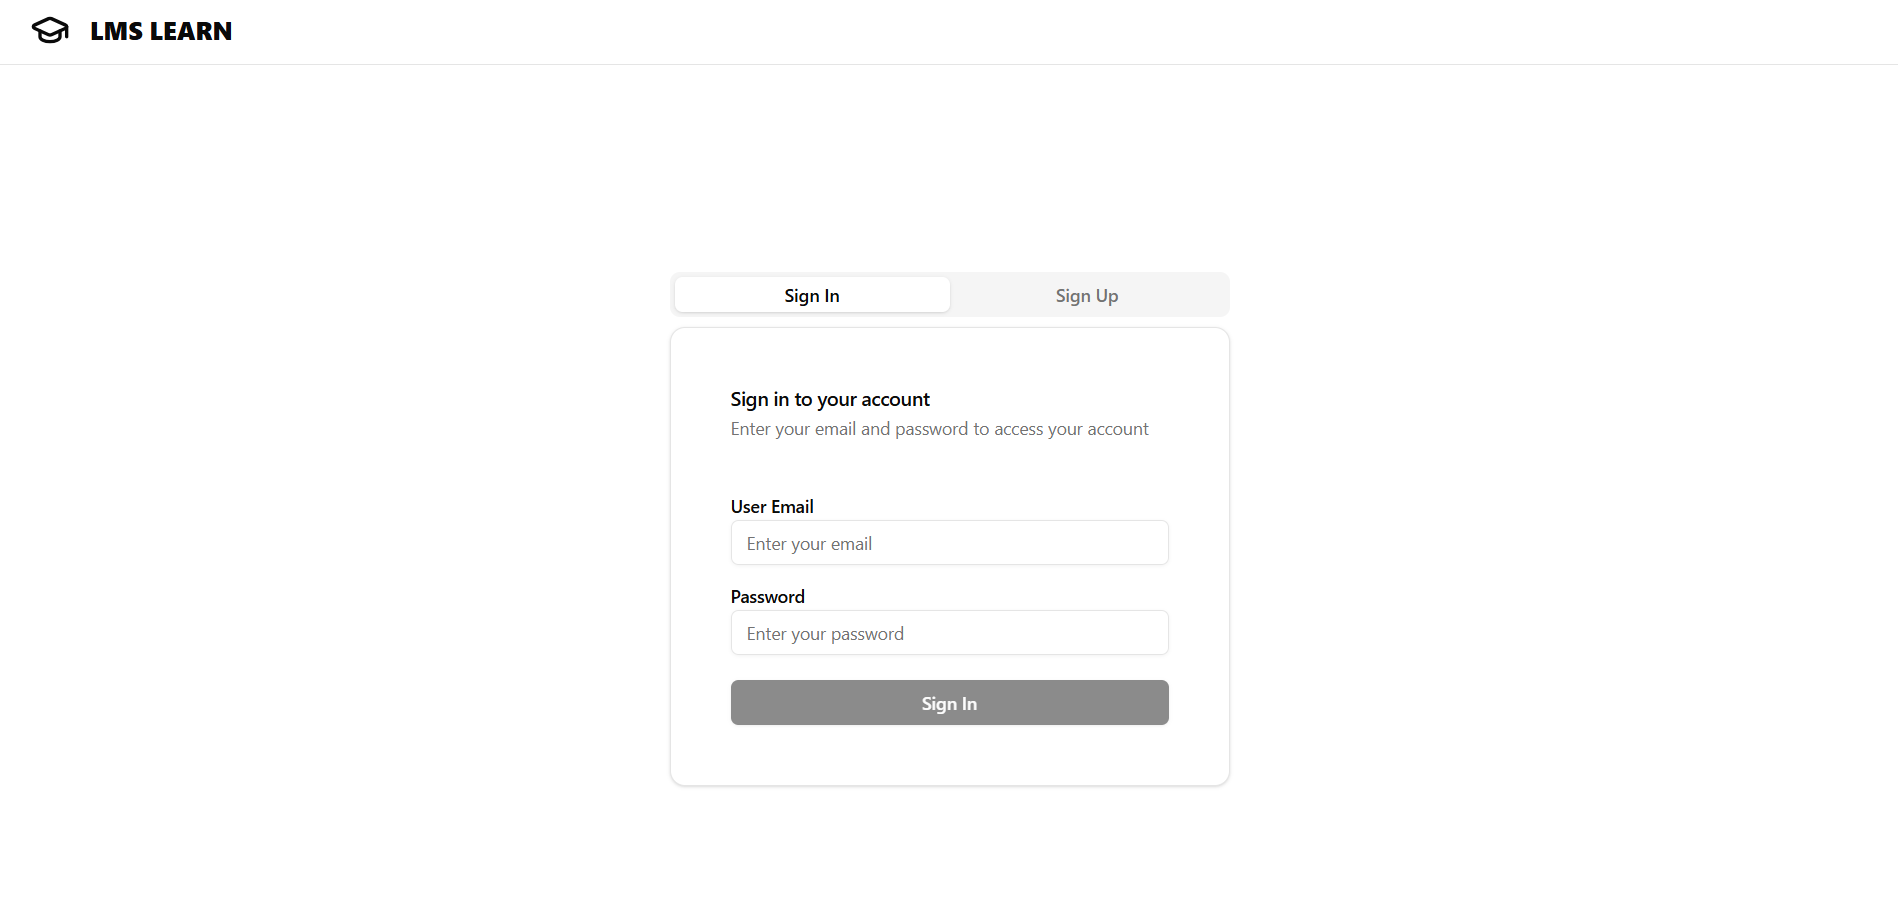 LMS LEARN
Sign In
Sign Up
Sign in to your account
Enter your email and password to access your account
User Email
Enter your email
Password
Enter your password
Sign In